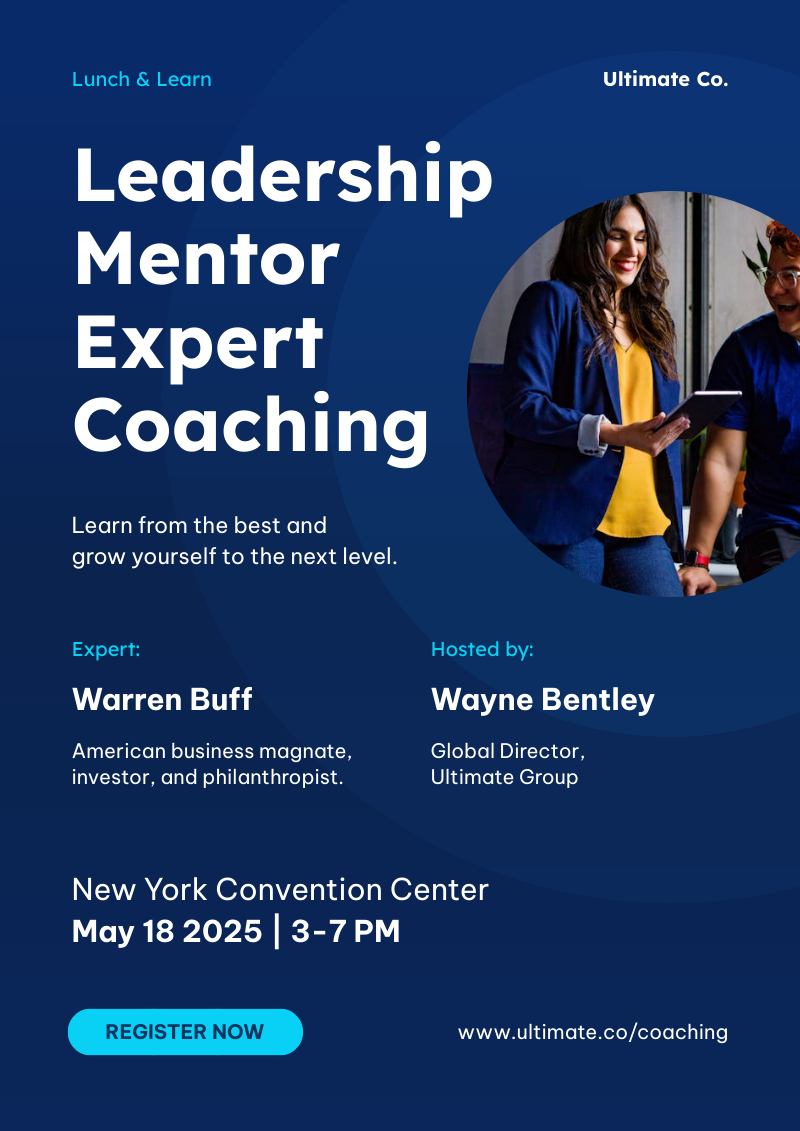 Lunch & Learn
Ultimate Co.
Leadership
Mentor
Expert
Coaching
Learn from the best and
grow yourself to the next level.
Expert:
Warren Buff
American business magnate,
investor, and philanthropist.
Hosted by:
Wayne Bentley
Global Director,
Ultimate Group
New York Convention Center
May 18 2025 | 3-7 PM
REGISTER NOW
www.ultimate.co/coaching